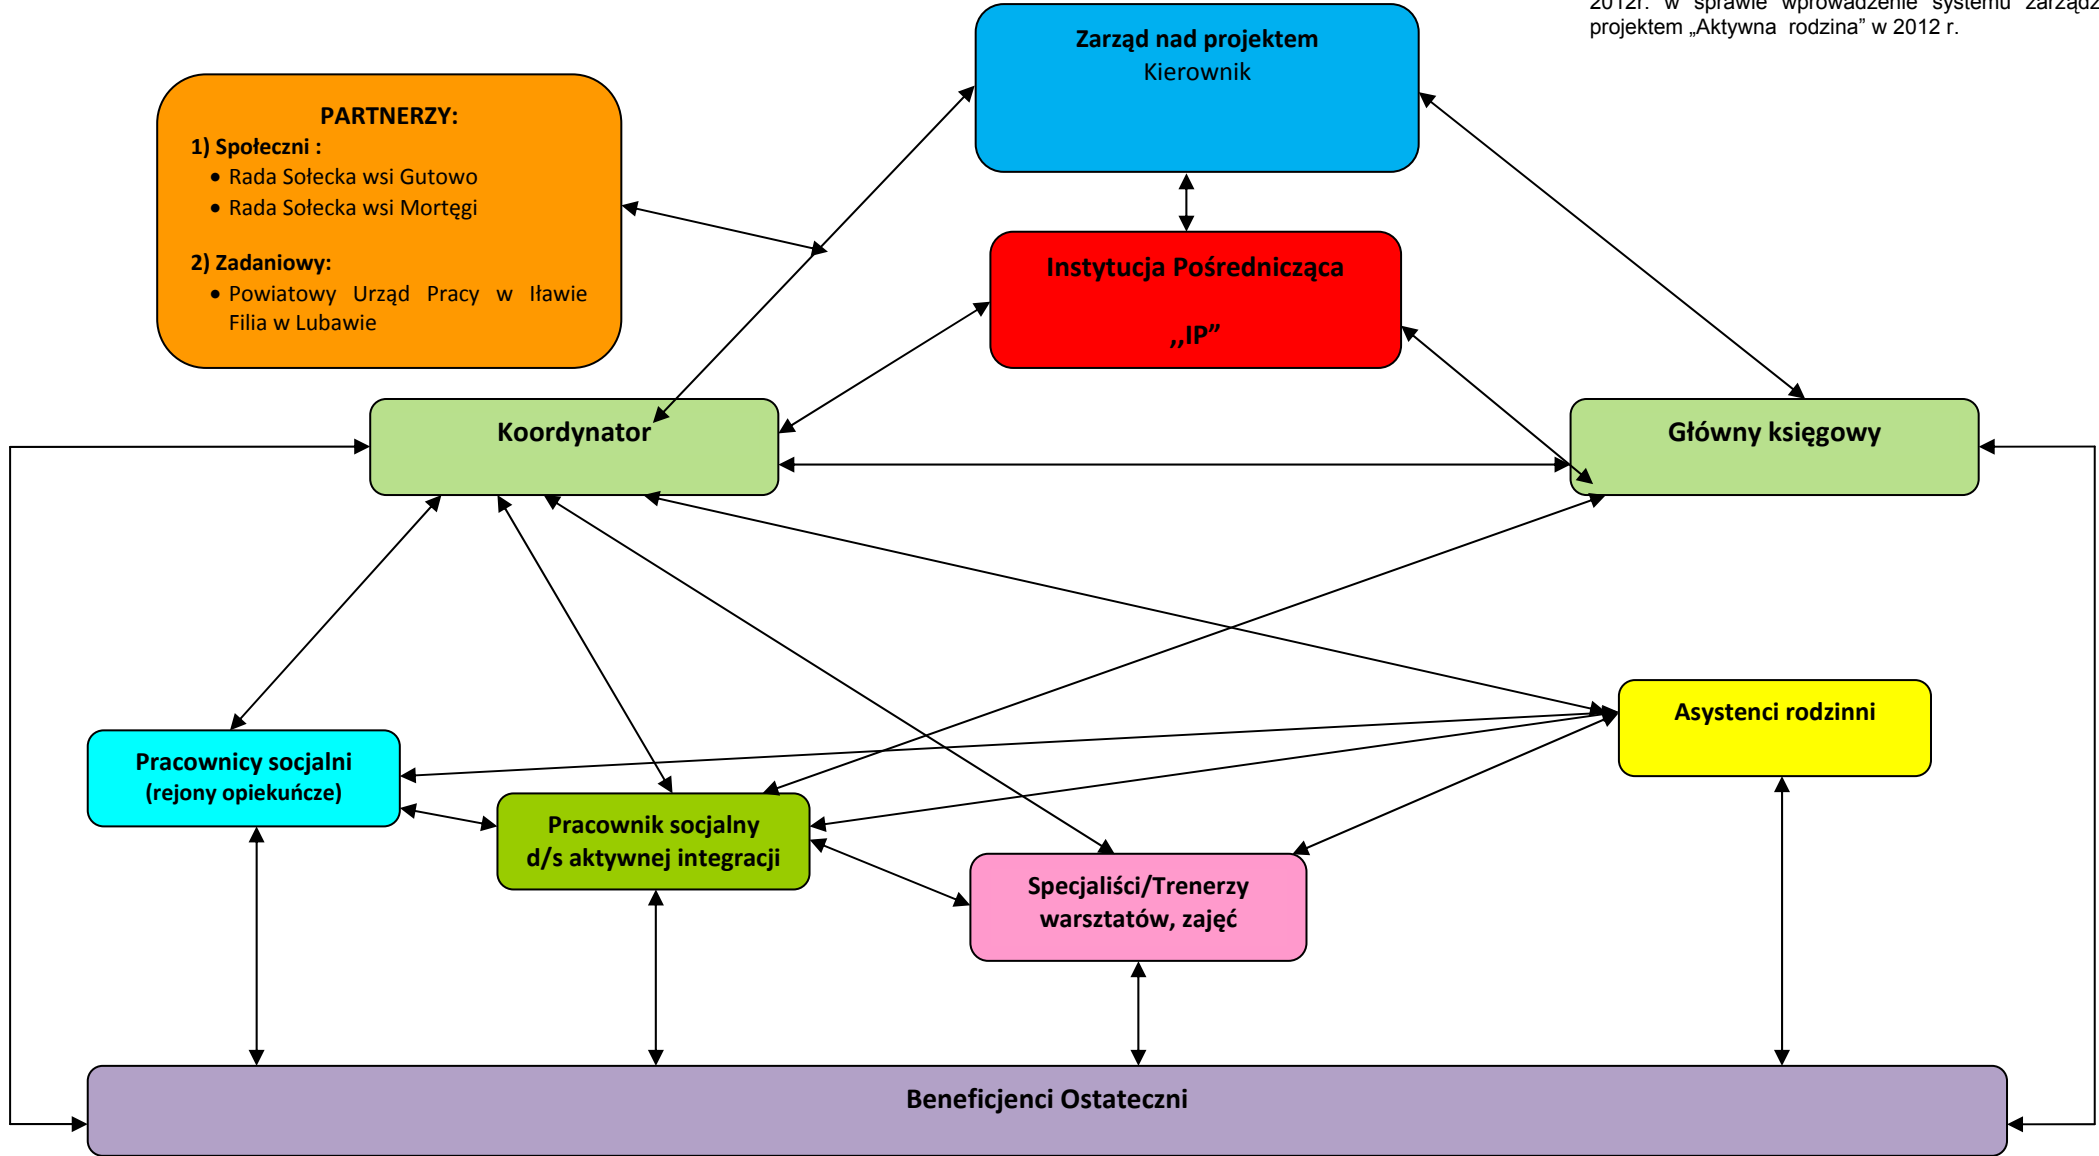 2012r. w sprawie wprowadzenie systemu zarządz
projektem „Aktywna rodzina” w 2012 r.
Zarząd nad projektem
Kierownik
PARTNERZY:
1) Społeczni :
• Rada Sołecka wsi Gutowo
• Rada Sołecka wsi Mortęgi
2) Zadaniowy:
• Powiatowy Urząd Pracy w Iławie
Filia w Lubawie
Instytucja Pośrednicząca
,,IP”
Koordynator
Główny księgowy
Asystenci rodzinni
Pracownicy socjalni
(rejony opiekuńcze)
Pracownik socjalny
d/s aktywnej integracji
Specjaliści/Trenerzy
warsztatów, zajęć
Beneficjenci Ostateczni